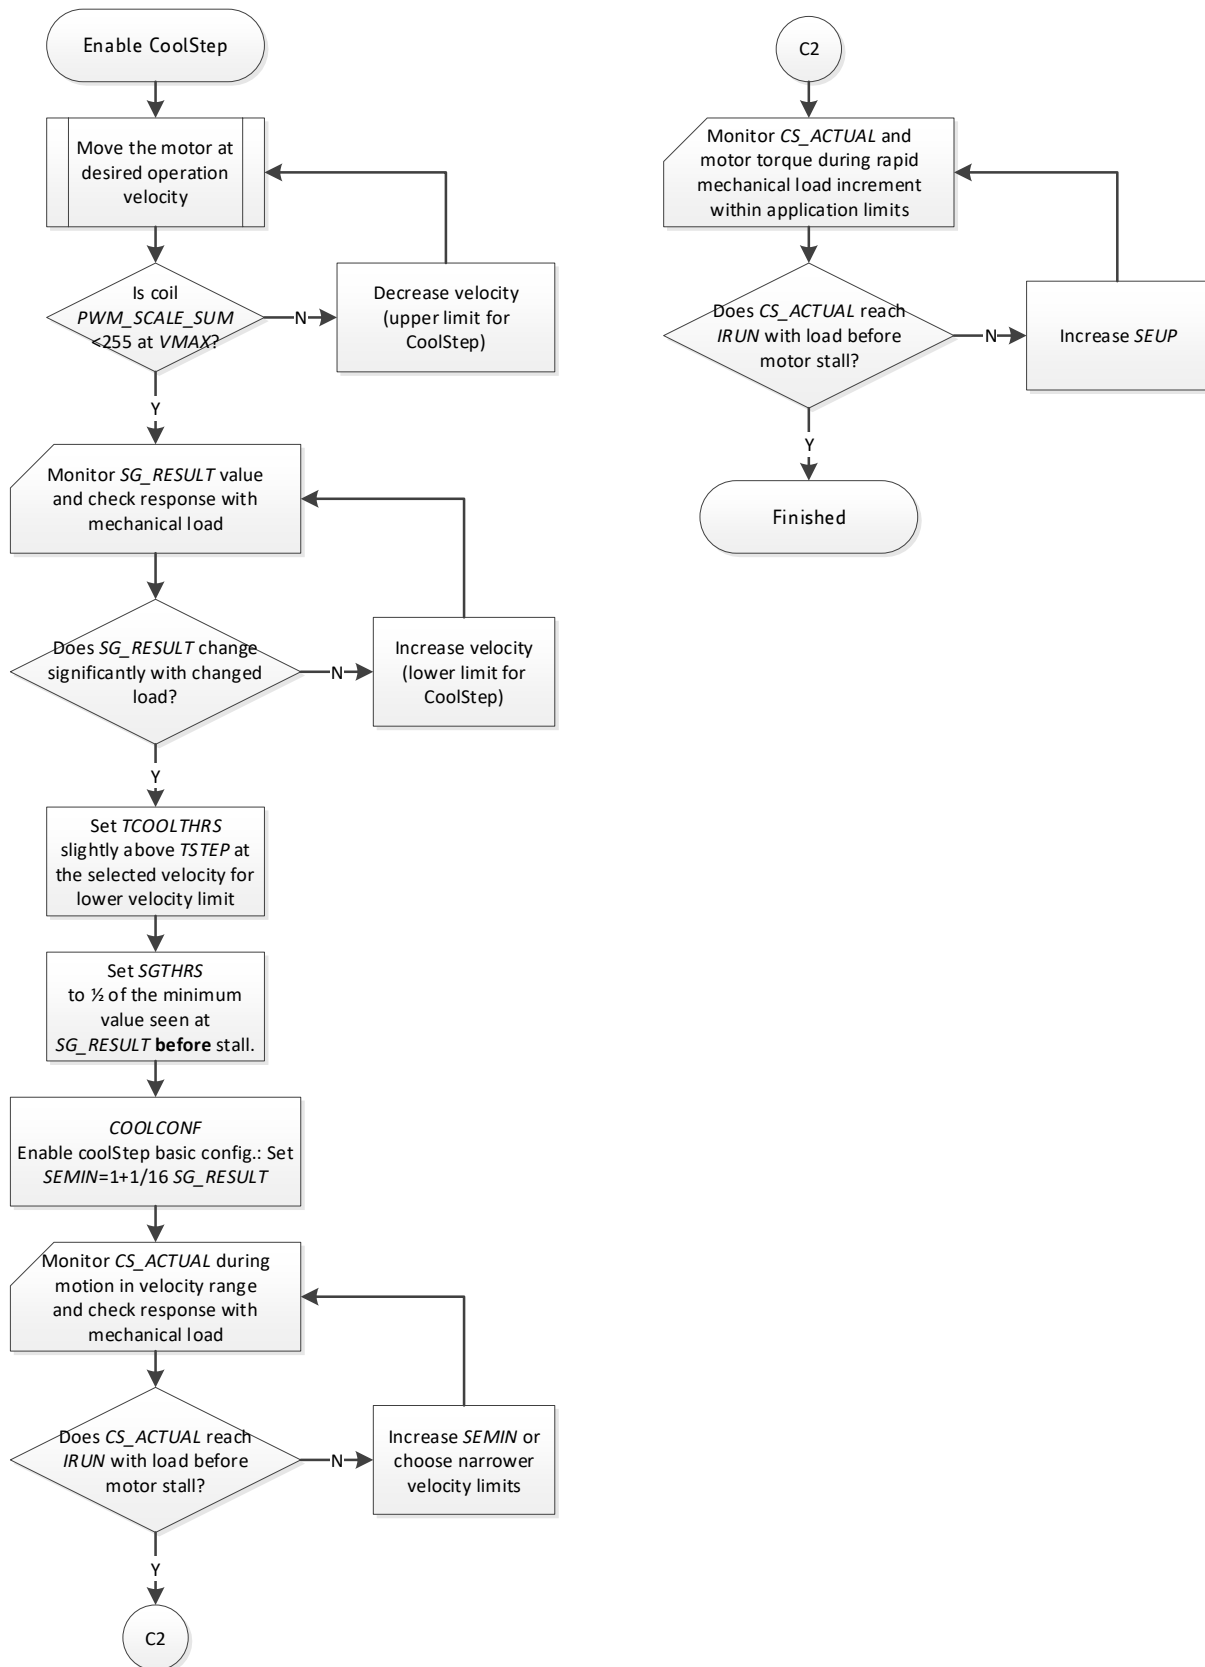 Enable CoolStep
Move the motor at
desired operation
velocity
Is coil
PWM_SCALE_SUM
<255 at VMAX?
N
Decrease velocity
(upper limit for
CoolStep)
Y
Monitor SG_RESULT value
and check response with
mechanical load
Does SG_RESULT change
significantly with changed
load?
N
Increase velocity
(lower limit for
CoolStep)
Y
Set TCOOLTHRS
slightly above TSTEP at
the selected velocity for
lower velocity limit
Set SGTHRS
to ½ of the minimum
value seen at
SG_RESULT before stall.
COOLCONF
Enable coolStep basic config.: Set
SEMIN=1+1/16 SG_RESULT
Monitor CS_ACTUAL during
motion in velocity range
and check response with
mechanical load
Does CS_ACTUAL reach
IRUN with load before
motor stall?
N
Increase SEMIN or
choose narrower
velocity limits
Y
C2
C2
Monitor CS_ACTUAL and
motor torque during rapid
mechanical load increment
within application limits
Does CS_ACTUAL reach
IRUN with load before
motor stall?
N
Increase SEUP
Y
Finished